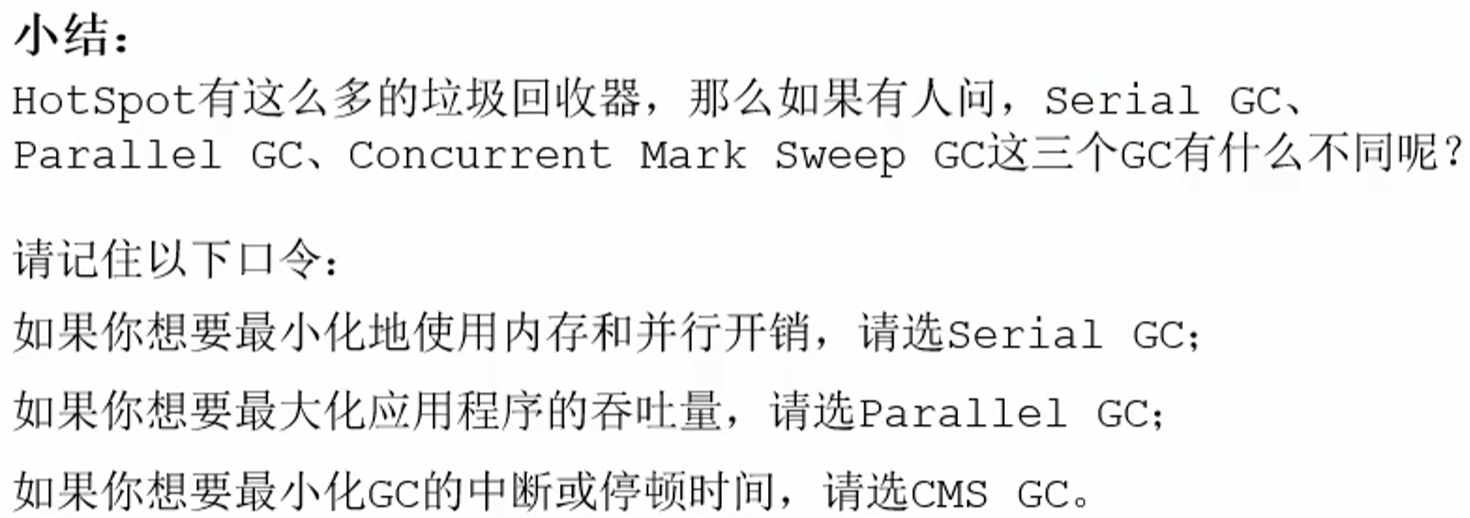 小结：
HotSpot有这么多的垃圾回收器，那么如果有人问，Serial GC、
Parallel GC、Concurrent Mark Sweep GC这三个GC有什么不同呢？
请记住以下口令：
如果你想要最小化地使用内存和并行开销，请选Serial GC；
如果你想要最大化应用程序的吞吐量，请选Parallel GC；
如果你想要最小化GC的中断或停顿时间，请选CMS GC。